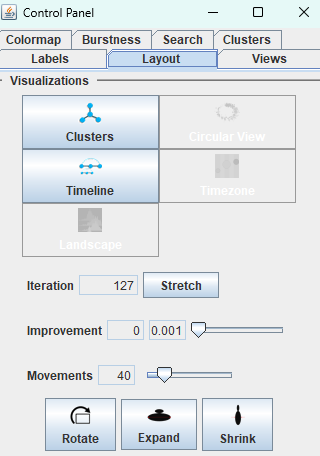 Control Panel
Colormap Burstness Search Clusters
Labels Layout Views
Visualizations
Clusters Circular View
Timeline Timezone
Landscape
Iteration 127 Stretch
Improvement 0 0.001
Movements 40
Rotate Expand Shrink